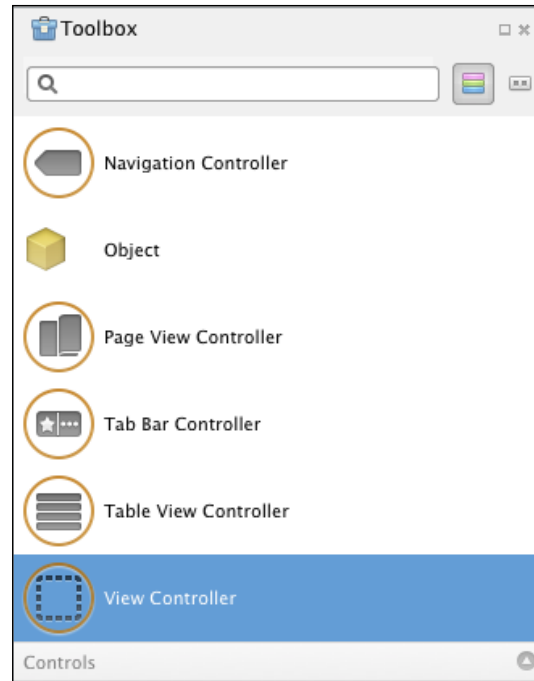 Toolbox
Navigation Controller
Object
Page View Controller
Tab Bar Controller
Table View Controller
View Controller
Controls